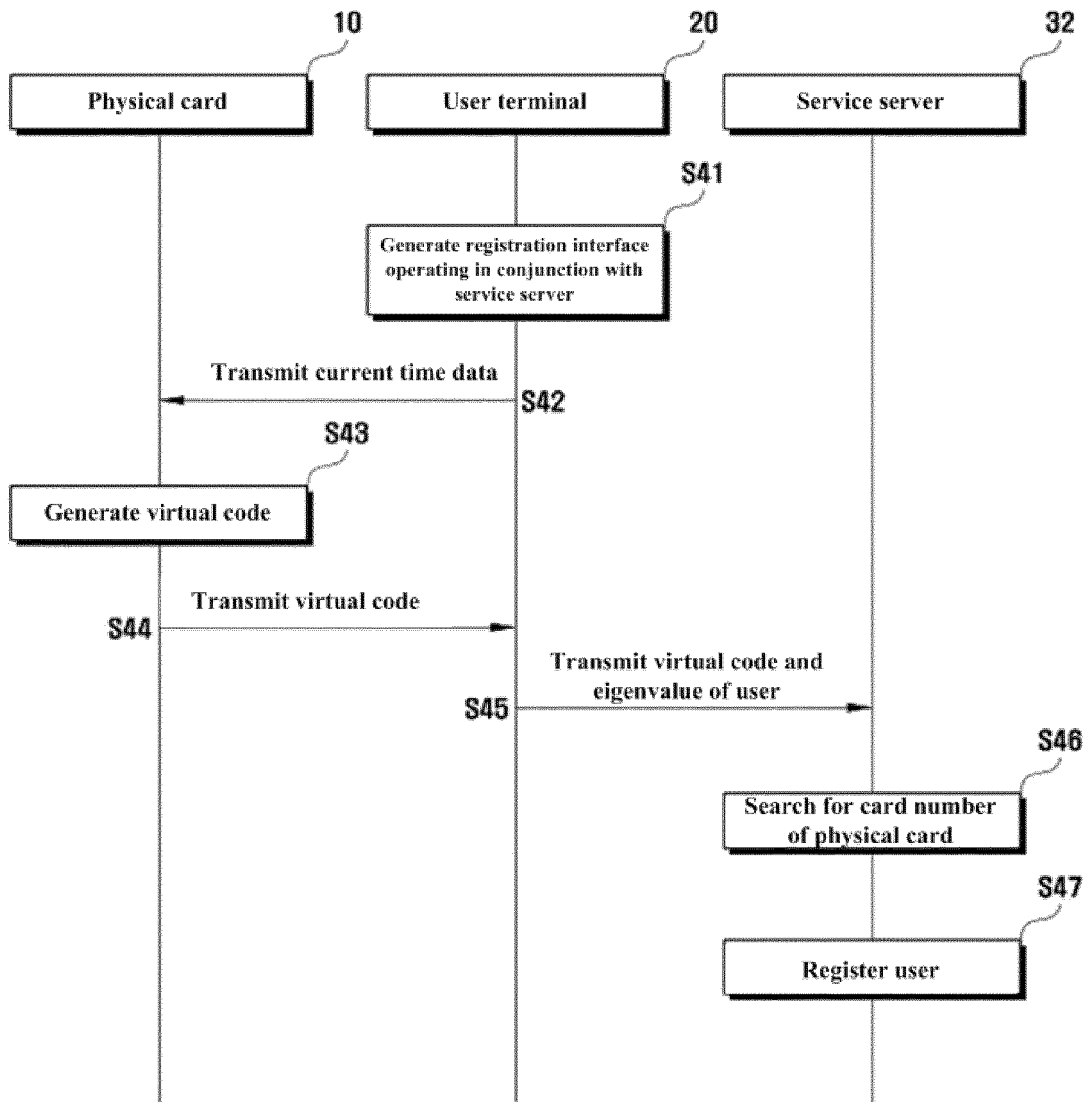 10
20
32
Physical card
User terminal
Service server
S41
Generate registration interface
operating in conjunction with
service server
Transmit current time data
S42
S43
Generate virtual code
Transmit virtual code
S44
Transmit virtual code and
eigenvalue of user
S45
S46
Search for card number
of physical card
S47
Register user